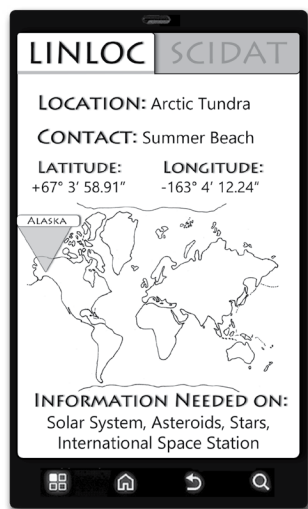 LINLOC SCIDAT
LOCATION: Arctic Tundra
CONTACT: Summer Beach
LATITUDE: LONGITUDE:
+67° 3’ 58.91” -163° 4’ 12.24”
ALASKA
INFORMATION NEEDED ON:
Solar System, Asteroids, Stars,
International Space Station